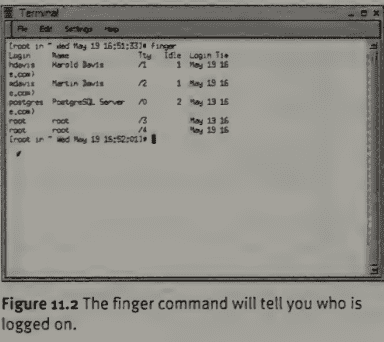 Terminal
File Edit Settings Help
[root in ~ Wed May 19 16:51:33]# finger
Login Name Tty Idle Login Tim
hdavis Harold Davis /1 1 May 19 16
e.com)
mdavis Martin Davis /2 1 May 19 16
e.com)
postgres PostgreSQL Server /0 2 May 19 16
e.com)
root root /3 May 19 16
root root /4 May 19 16
[root in ~ Wed May 19 16:52:01]#
Figure 11.2 The finger command will tell you who is
logged on.